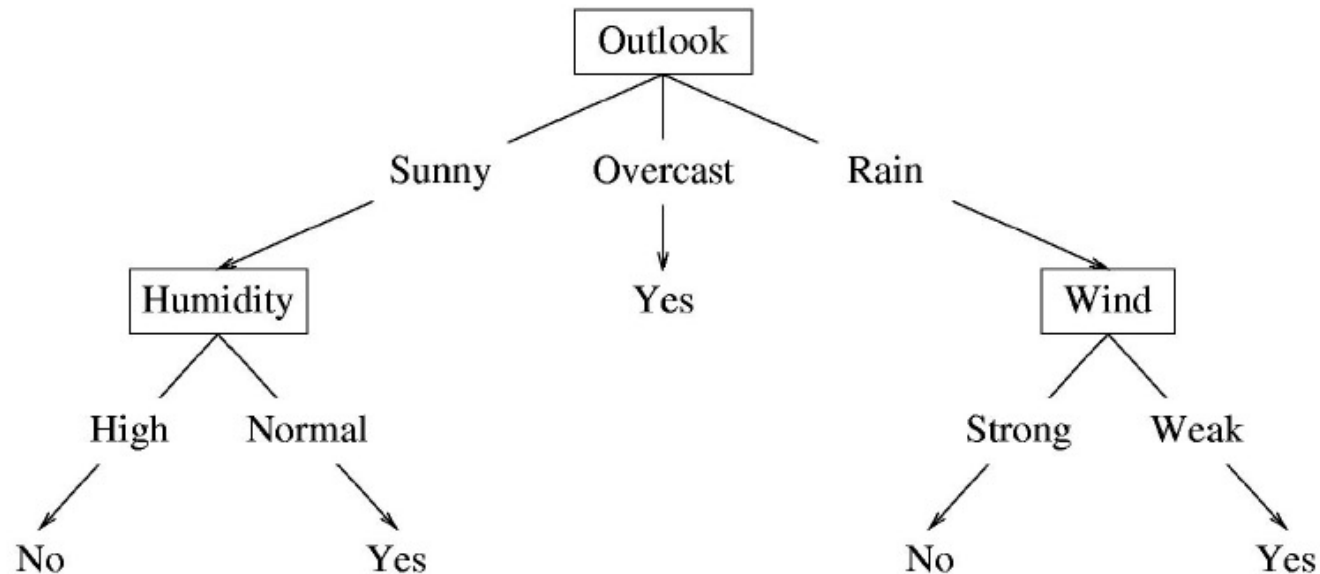 Outlook
Sunny Overcast Rain
Humidity Yes Wind
High Normal Strong Weak
No Yes No Yes